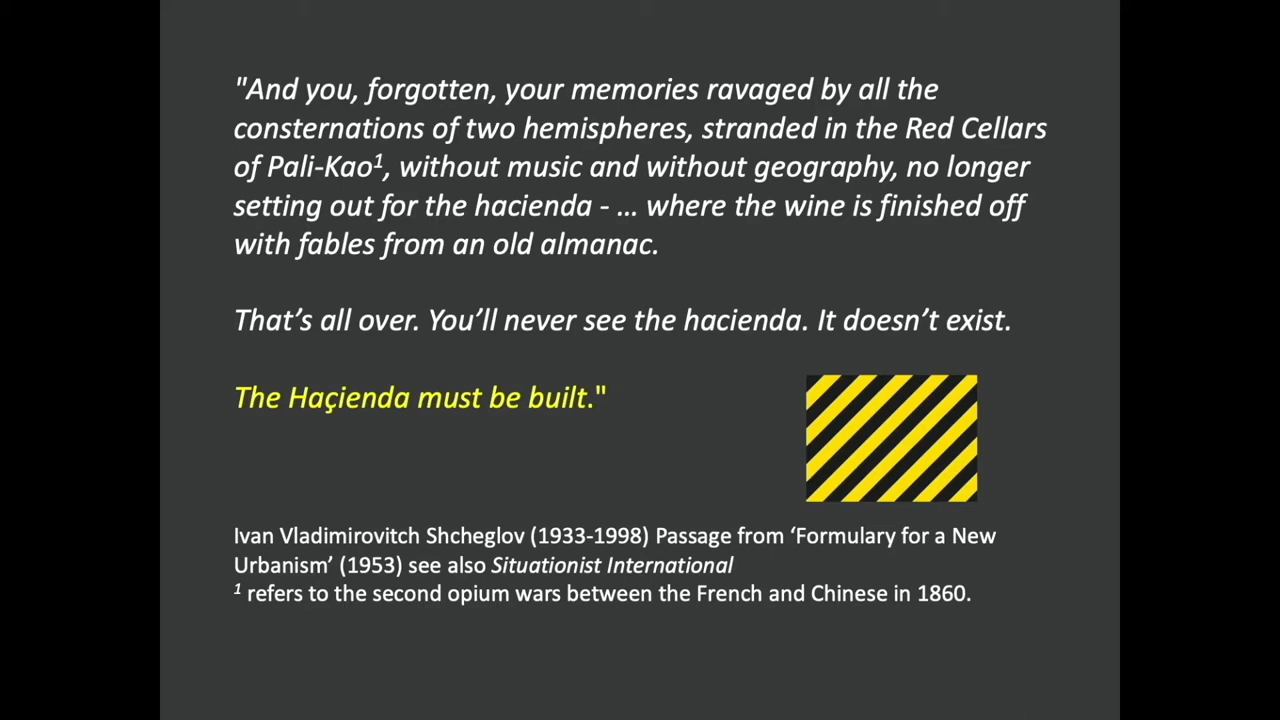 "And you, forgotten, your memories ravaged by all the
consternations of two hemispheres, stranded in the Red Cellars
of Pali-Kao¹, without music and without geography, no longer
setting out for the hacienda - … where the wine is finished off
with fables from an old almanac.
That’s all over. You’ll never see the hacienda. It doesn’t exist.
The Haçienda must be built."
Ivan Vladimirovitch Shcheglov (1933-1998) Passage from ‘Formulary for a New
Urbanism’ (1953) see also Situationist International
¹ refers to the second opium wars between the French and Chinese in 1860.